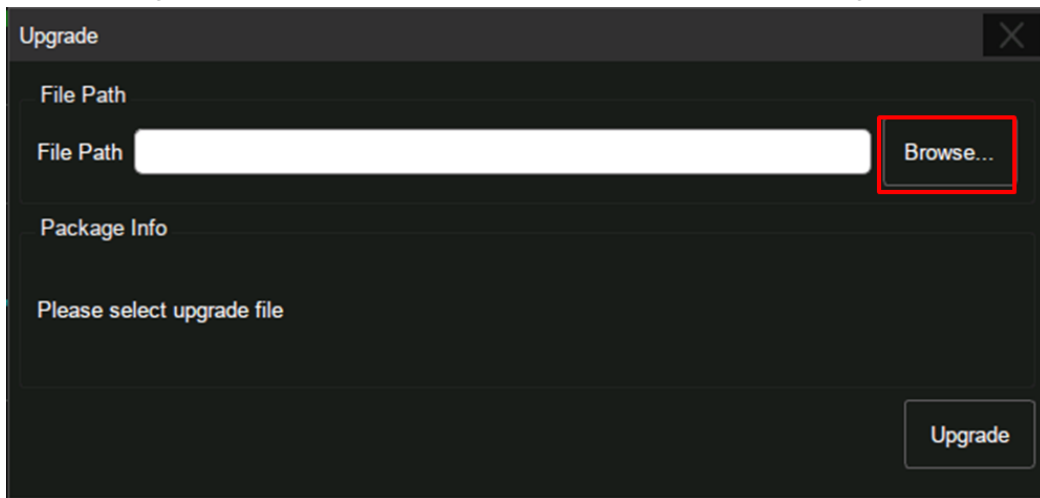 Upgrade
File Path
File Path
Browse...
Package Info
Please select upgrade file
Upgrade